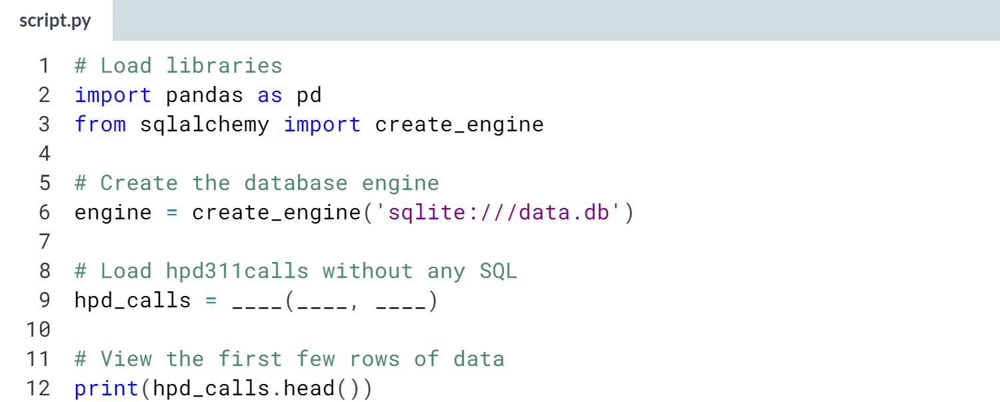 script.py
1 # Load libraries
2 import pandas as pd
3 from sqlalchemy import create_engine
4
5 # Create the database engine
6 engine = create_engine('sqlite:///data.db')
7
8 # Load hpd311calls without any SQL
9 hpd_calls = ____(____, ____)
10
11 # View the first few rows of data
12 print(hpd_calls.head())